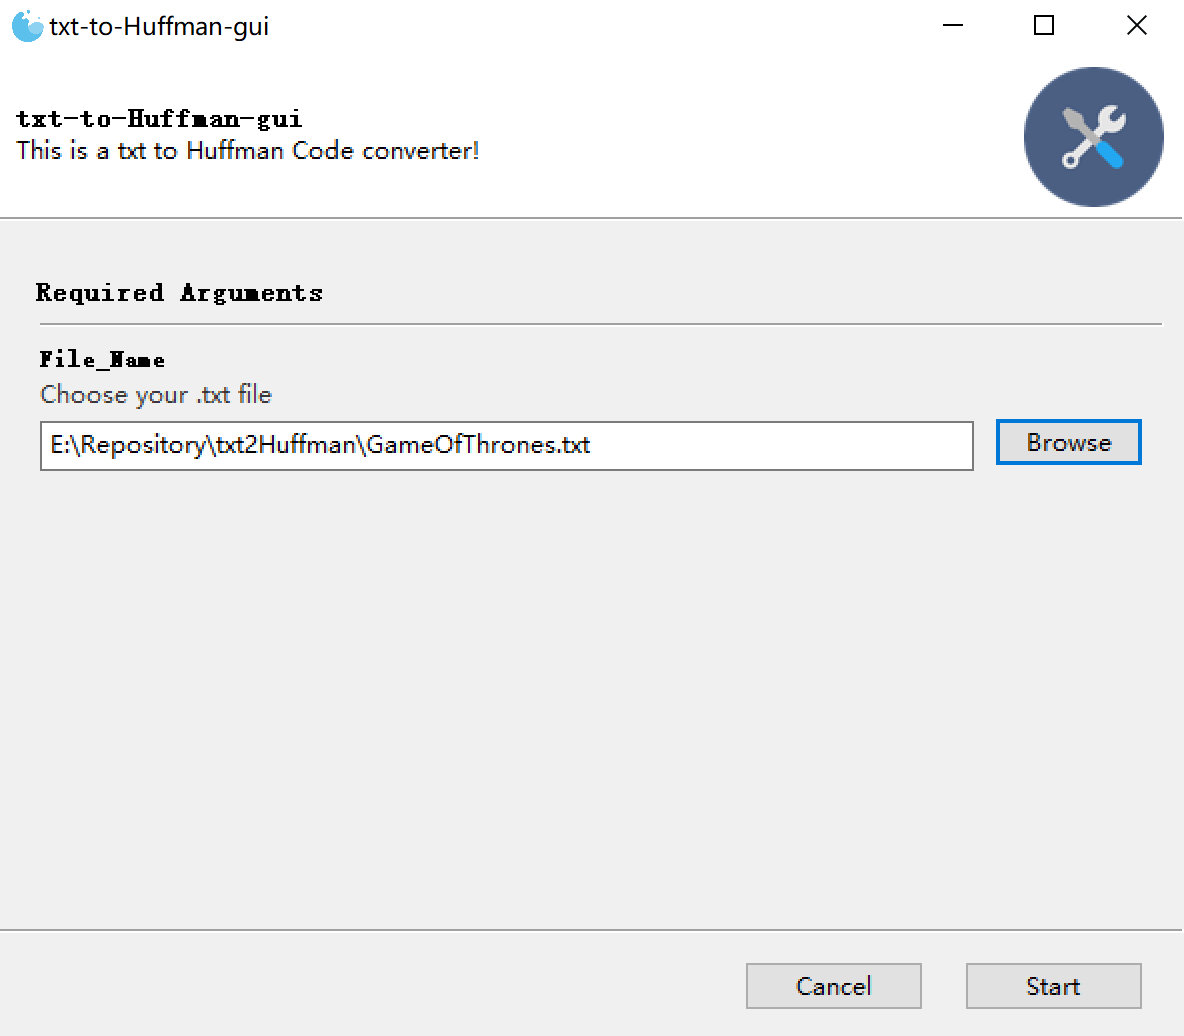 txt-to-Huffman-gui
txt-to-Huffman-gui
This is a txt to Huffman Code converter!
Required Arguments
File_Name
Choose your .txt file
E:\Repository\txt2Huffman\GameOfThrones.txt
Browse
Cancel
Start